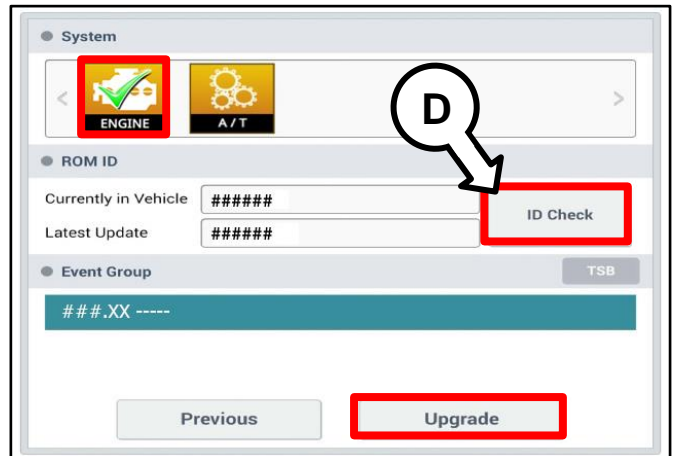 System
ENGINE
A/T
D
ROM ID
Currently in Vehicle ######
ID Check
Latest Update ######
Event Group
TSB
###.XX -----
Previous
Upgrade